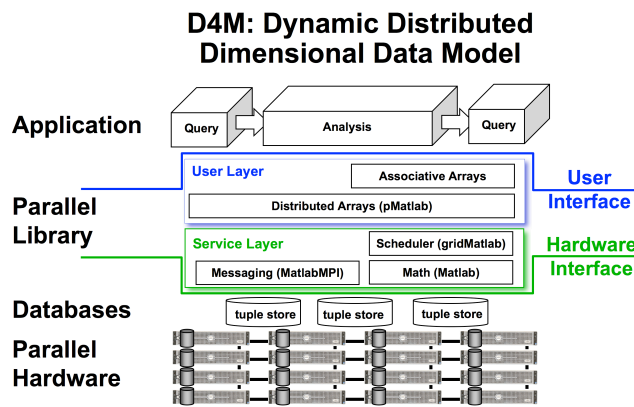 D4M: Dynamic Distributed
Dimensional Data Model
Application
Query
Analysis
Query
User Layer
Associative Arrays
Distributed Arrays (pMatlab)
User
Interface
Parallel
Library
Service Layer
Scheduler (gridMatlab)
Messaging (MatlabMPI)
Math (Matlab)
Hardware
Interface
Databases
tuple store
tuple store
tuple store
Parallel
Hardware